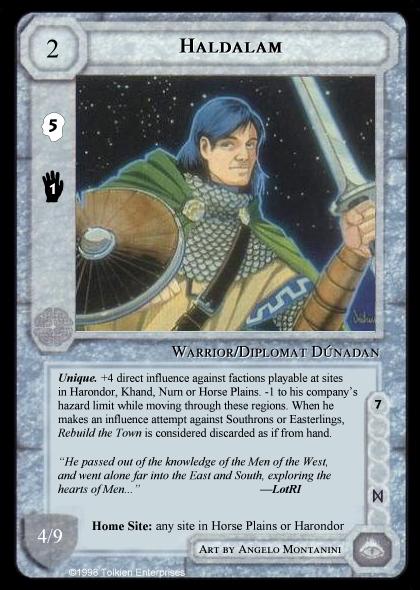 2
HALDALAM
5
1
WARRIOR/DIPLOMAT DÚNADAN
Unique. +4 direct influence against factions playable at sites
in Harondor, Khand, Nurn or Horse Plains. -1 to his company's
hazard limit while moving through these regions. When he
makes an influence attempt against Southrons or Easterlings,
Rebuild the Town is considered discarded as if from hand.
7
“He passed out of the knowledge of the Men of the West,
and went alone far into the East and South, exploring the
hearts of Men...” —LotRI
Home Site: any site in Horse Plains or Harondor
4/9
ART BY ANGELO MONTANINI
©1998 Tolkien Enterprises